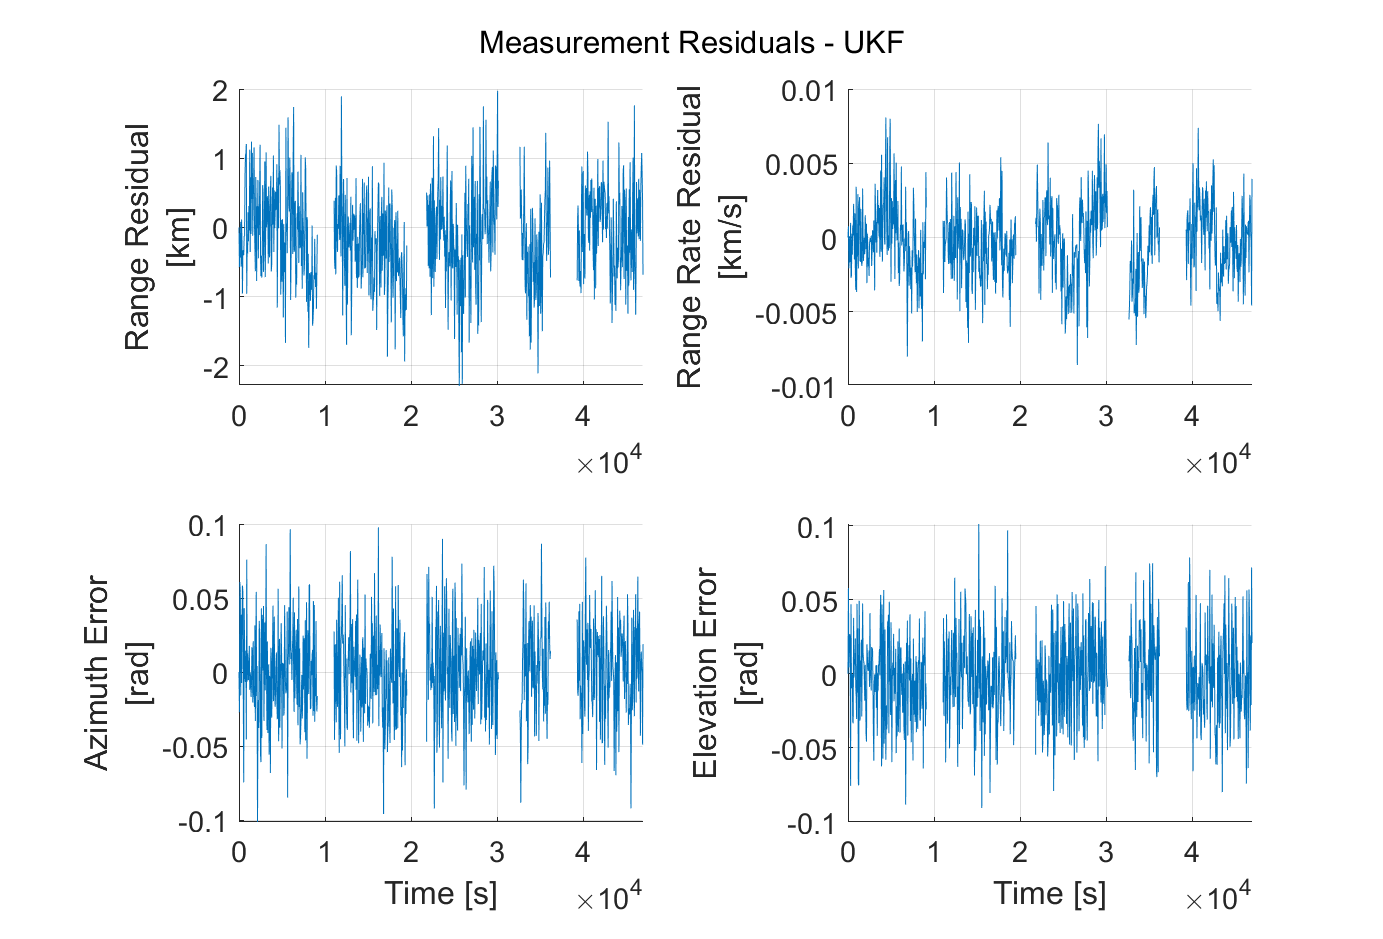 Measurement Residuals - UKF
Range Residual
[km]
2
1
0
-1
-2
0 1 2 3 4
×10^4
Range Rate Residual
[km/s]
0.01
0.005
0
-0.005
-0.01
0 1 2 3 4
×10^4
Azimuth Error
[rad]
0.1
0.05
0
-0.05
-0.1
0 1 2 3 4
Time [s]
×10^4
Elevation Error
[rad]
0.1
0.05
0
-0.05
-0.1
0 1 2 3 4
Time [s]
×10^4